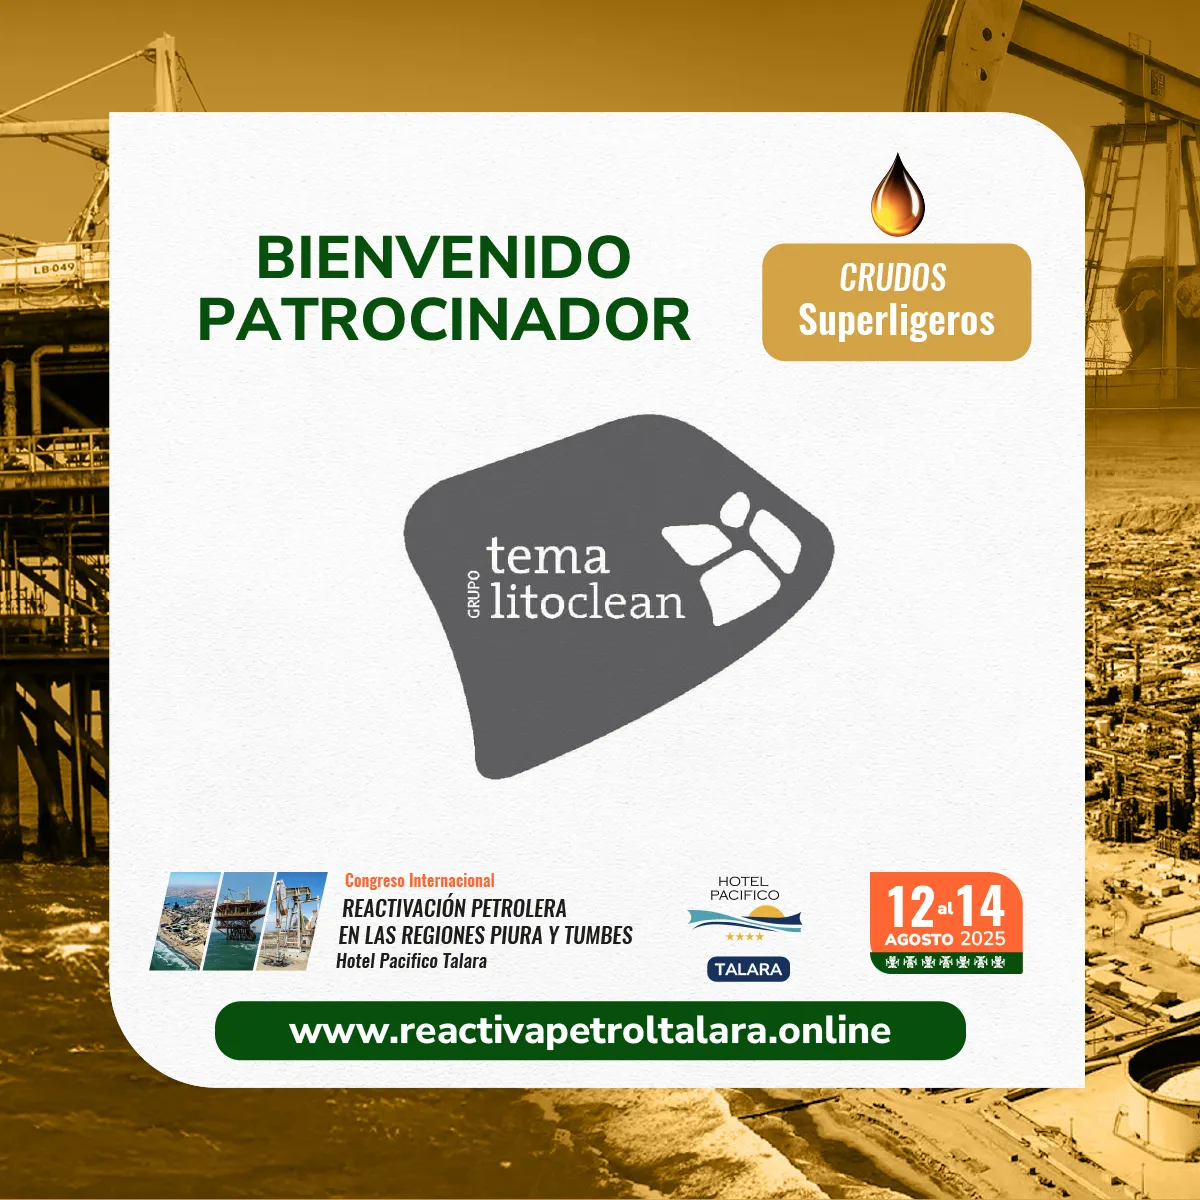 LB-049
BIENVENIDO
PATROCINADOR
CRUDOS
Superligeros
GRUPO
tema
litoclean
Congreso Internacional
REACTIVACIÓN PETROLERA
EN LAS REGIONES PIURA Y TUMBES
Hotel Pacifico Talara
HOTEL
PACIFICO
TALARA
12 al 14
AGOSTO 2025
www.reactivapetroltalara.online